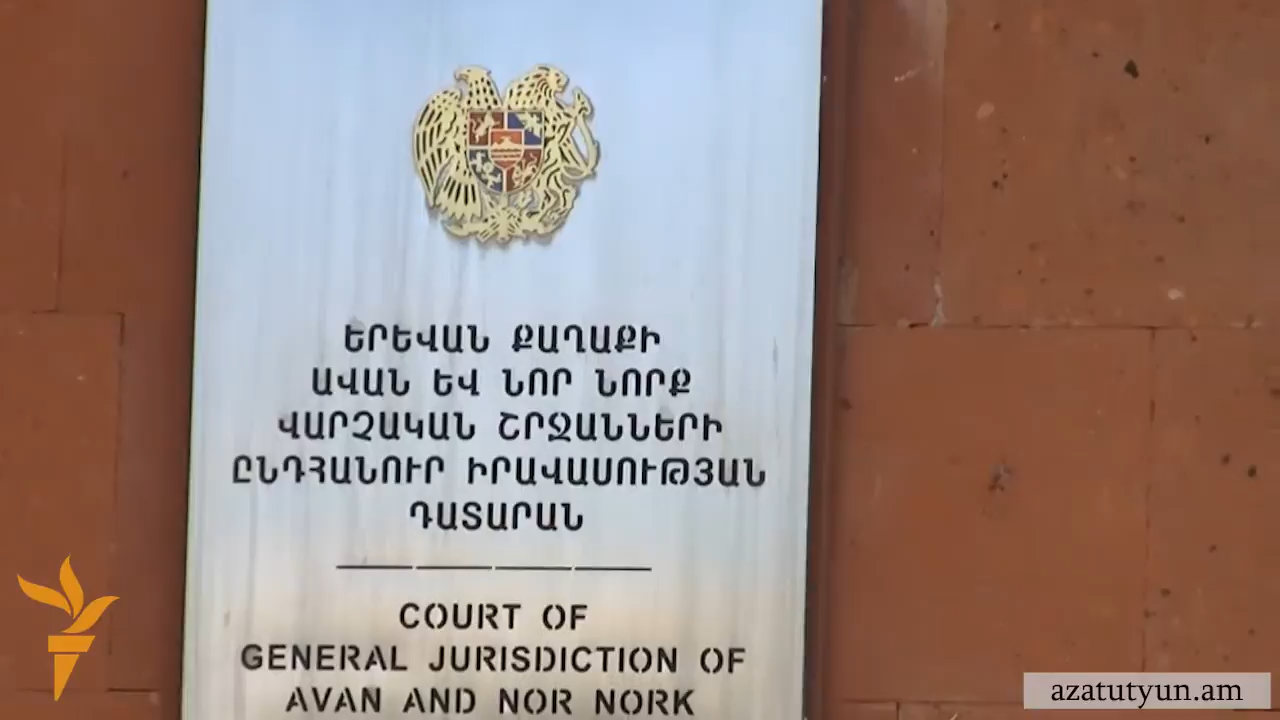 ԵՐԵՎԱՆ ՔԱՂԱՔԻ
ԱՎԱՆ ԵՎ ՆՈՐ ՆՈՐՔ
ՎԱՐՉԱԿԱՆ ՇՐՋԱՆՆԵՐԻ
ԸՆԴՀԱՆՈՒՐ ԻՐԱՎԱՍՈՒԹՅԱՆ
ԴԱՏԱՐԱՆ
COURT OF
GENERAL JURISDICTION OF
AVAN AND NOR NORK
azatutyun.am